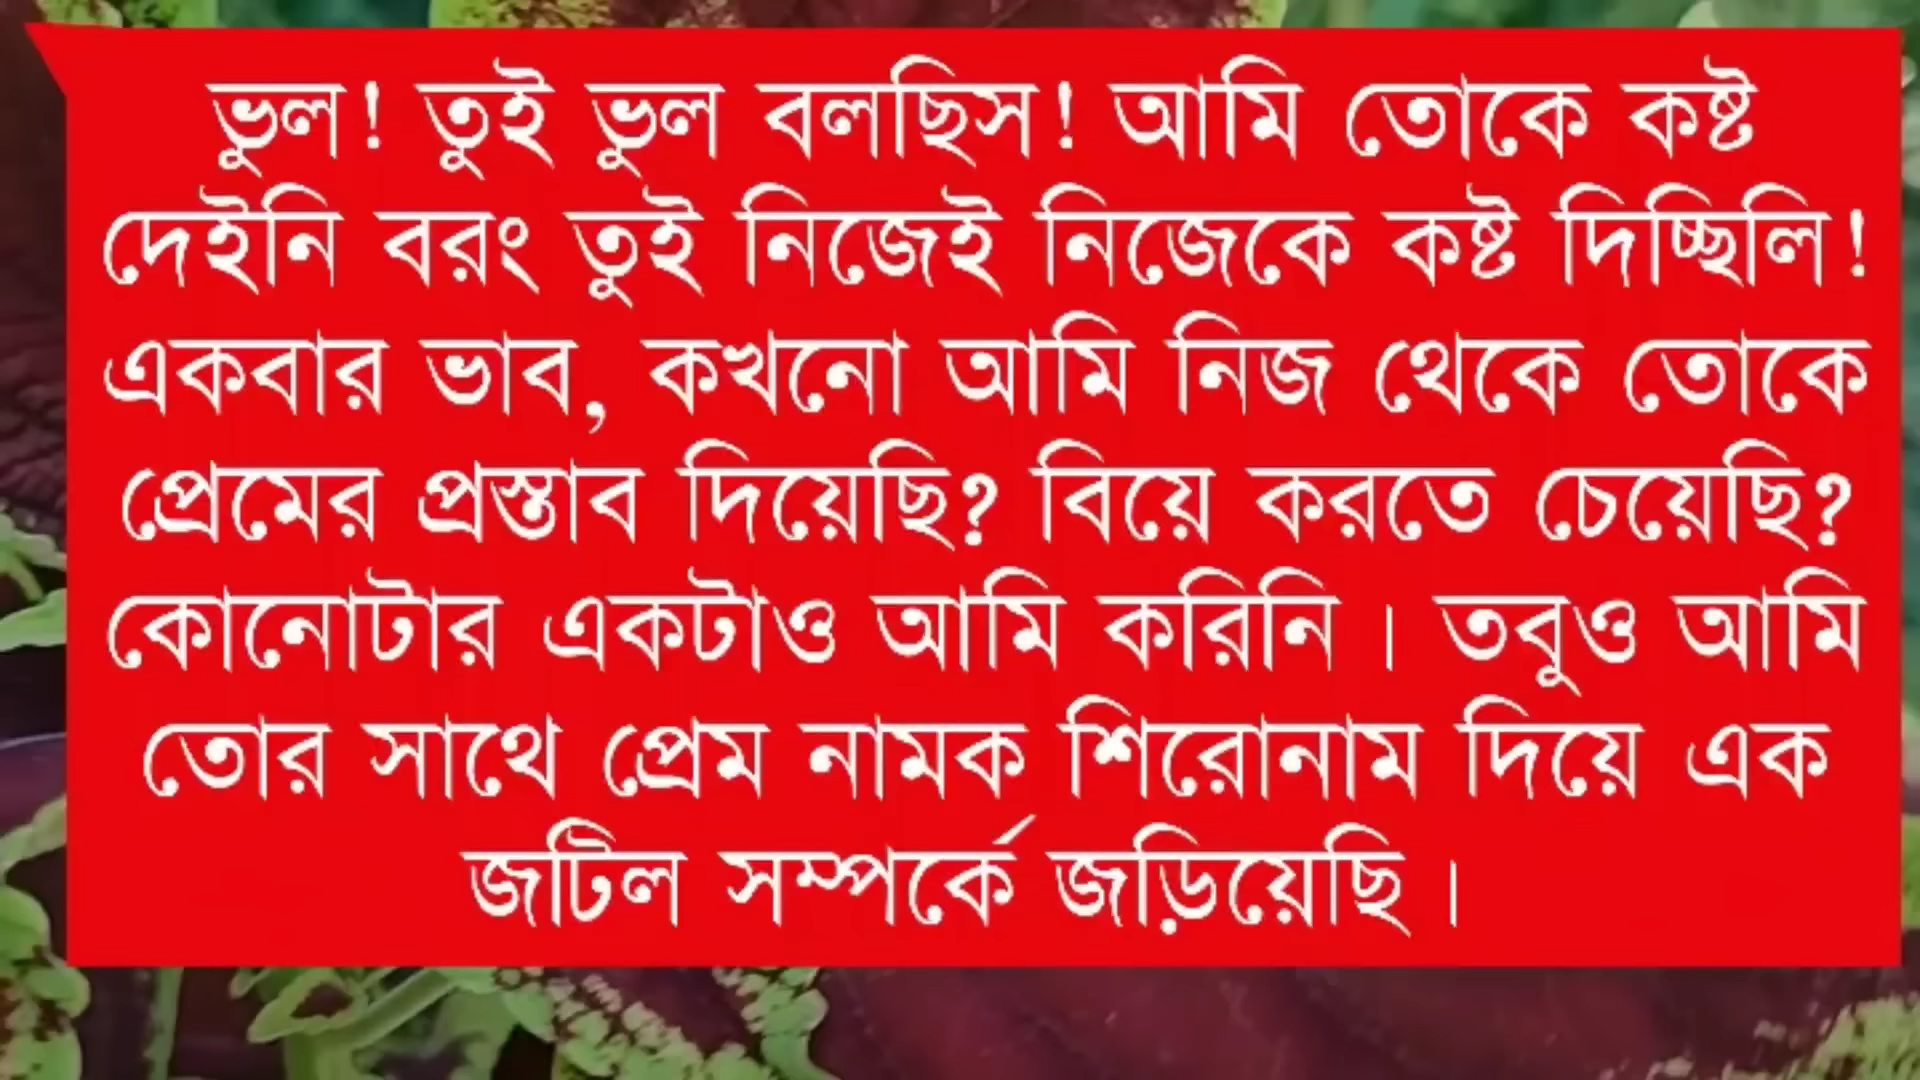 ভুল! তুই ভুল বলছিস! আমি তোকে কষ্ট
দেইনি বরং তুই নিজেই নিজেকে কষ্ট দিচ্ছিলি!
একবার ভাব, কখনো আমি নিজ থেকে তোকে
প্রেমের প্রস্তাব দিয়েছি? বিয়ে করতে চেয়েছি?
কোনোটার একটাও আমি করিনি। তবুও আমি
তোর সাথে প্রেম নামক শিরোনাম দিয়ে এক
জটিল সম্পর্কে জড়িয়েছি।